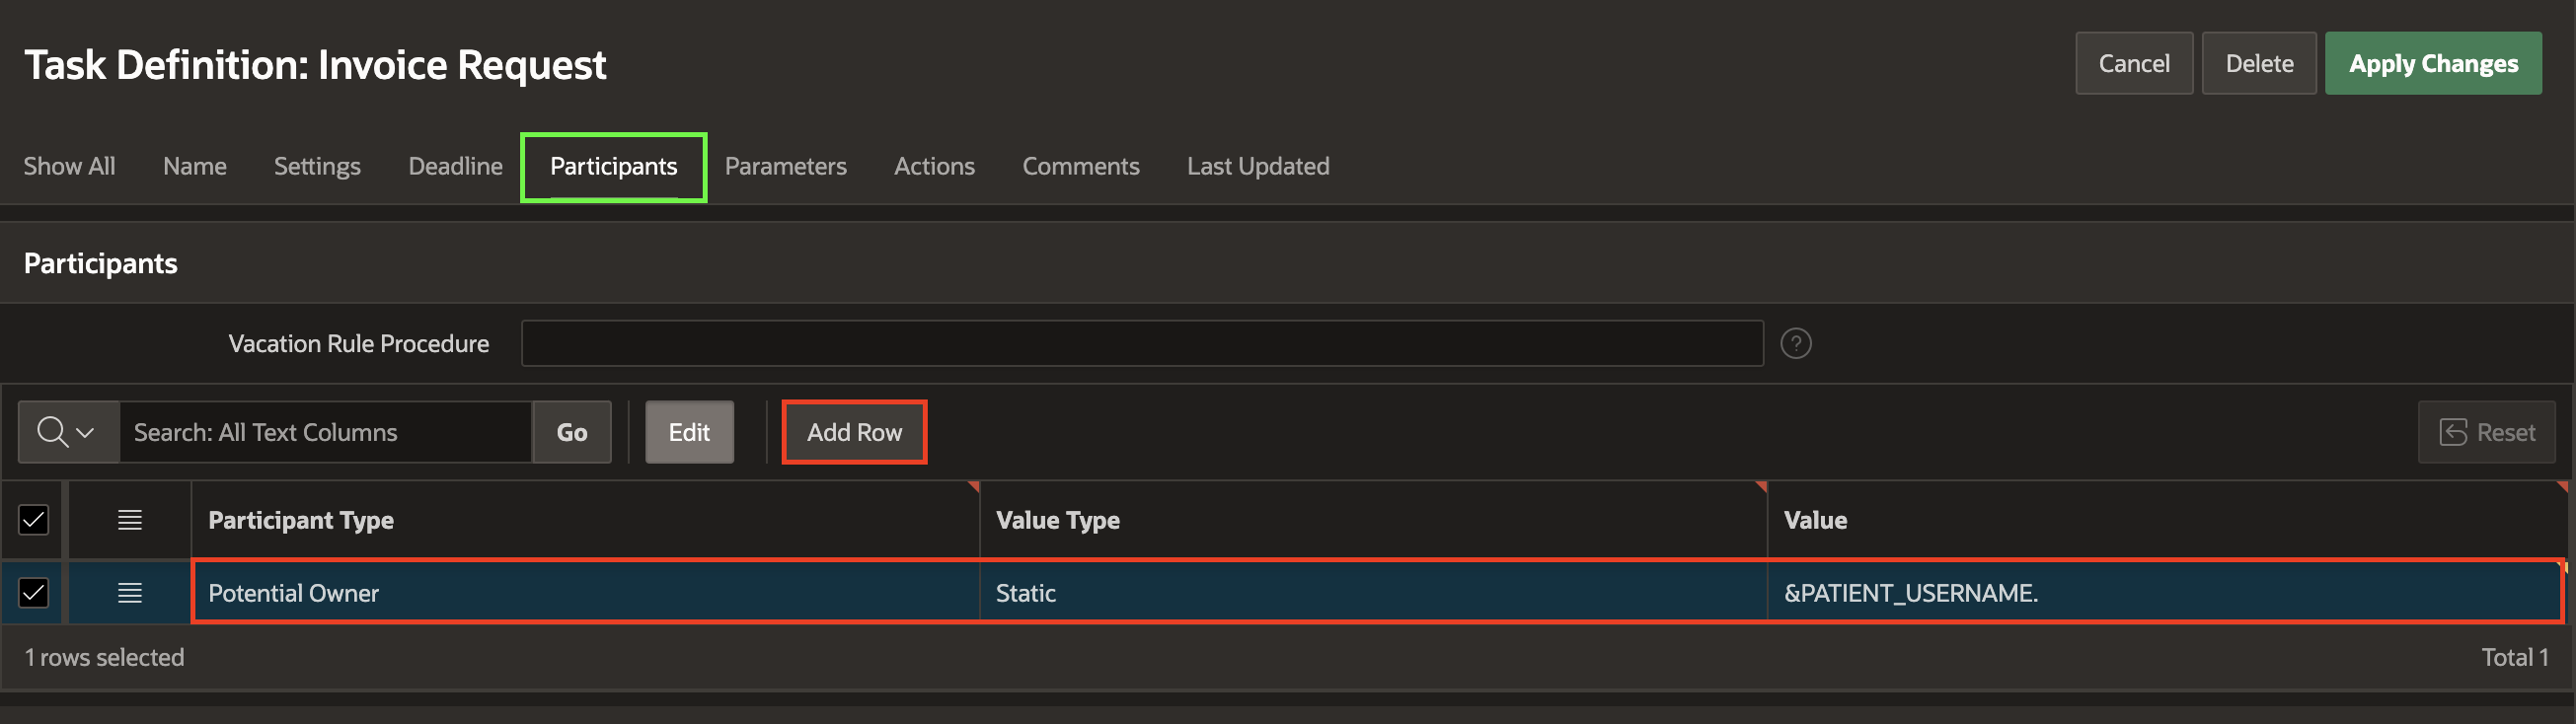 Task Definition: Invoice Request
Cancel Delete Apply Changes
Show All Name Settings Deadline Participants Parameters Actions Comments Last Updated
Participants
Vacation Rule Procedure ?
Search: All Text Columns Go Edit Add Row Reset
Participant Type Value Type Value
Potential Owner Static &PATIENT_USERNAME.
1 rows selected Total 1